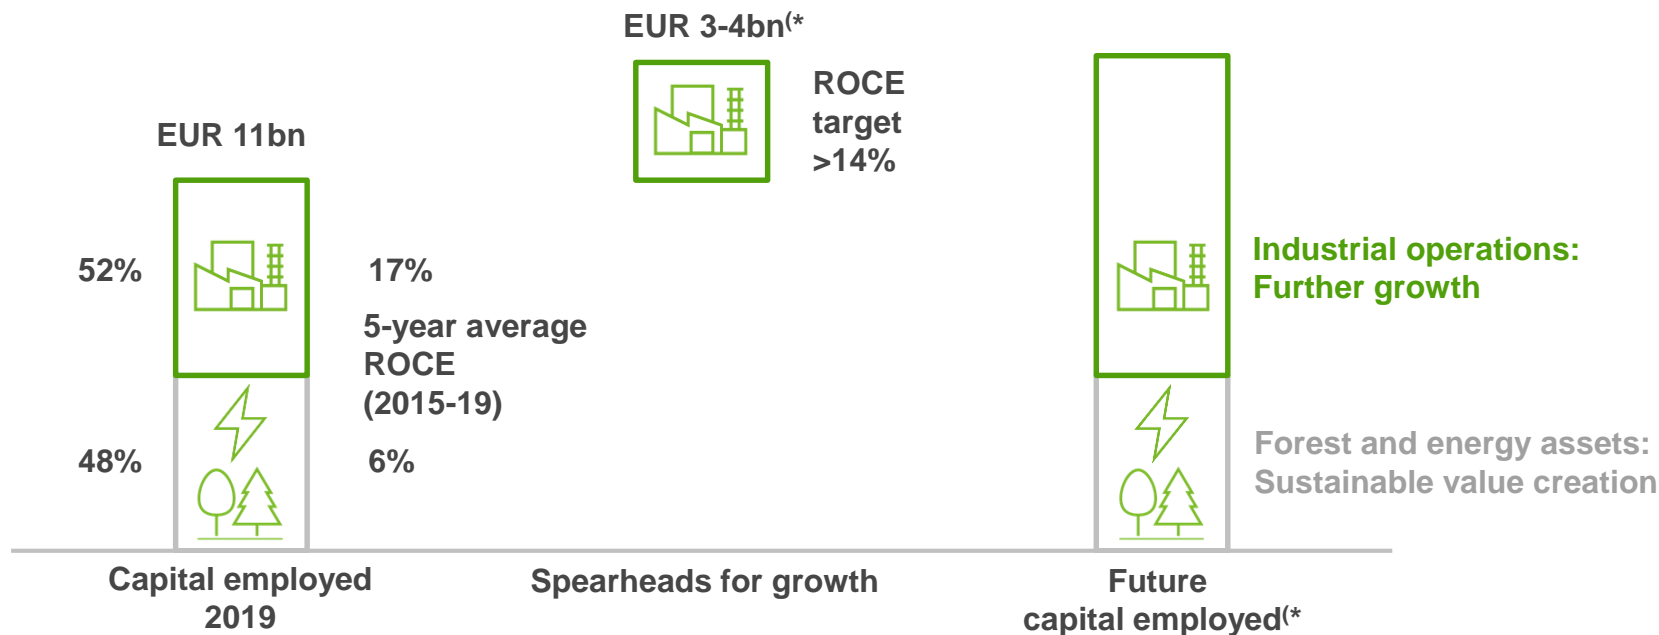 EUR 3-4bn(*
ROCE
target
>14%
EUR 11bn
52%
17%
5-year average
ROCE
(2015-19)
48%
6%
Industrial operations:
Further growth
Forest and energy assets:
Sustainable value creation
Capital employed
2019
Spearheads for growth
Future
capital employed(*